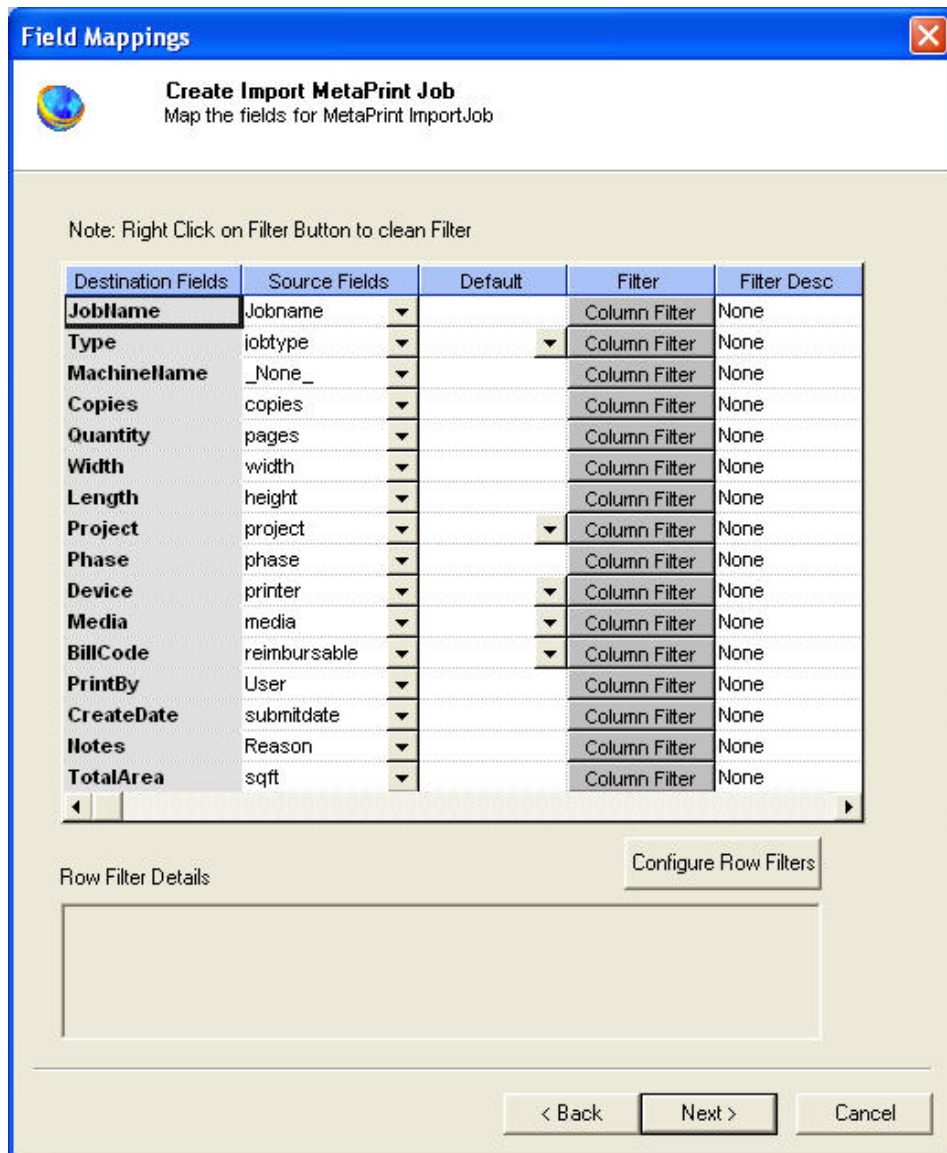 Field Mappings
Create Import MetaPrint Job
Map the fields for MetaPrint ImportJob
Note: Right Click on Filter Button to clean Filter
Destination Fields Source Fields Default Filter Filter Desc
JobName Jobname Column Filter None
Type jobtype Column Filter None
MachineName _None_ Column Filter None
Copies copies Column Filter None
Quantity pages Column Filter None
Width width Column Filter None
Length height Column Filter None
Project project Column Filter None
Phase phase Column Filter None
Device printer Column Filter None
Media media Column Filter None
BillCode reimbursable Column Filter None
PrintBy User Column Filter None
CreateDate submitdate Column Filter None
Notes Reason Column Filter None
TotalArea sqft Column Filter None
Configure Row Filters
Row Filter Details
< Back Next > Cancel